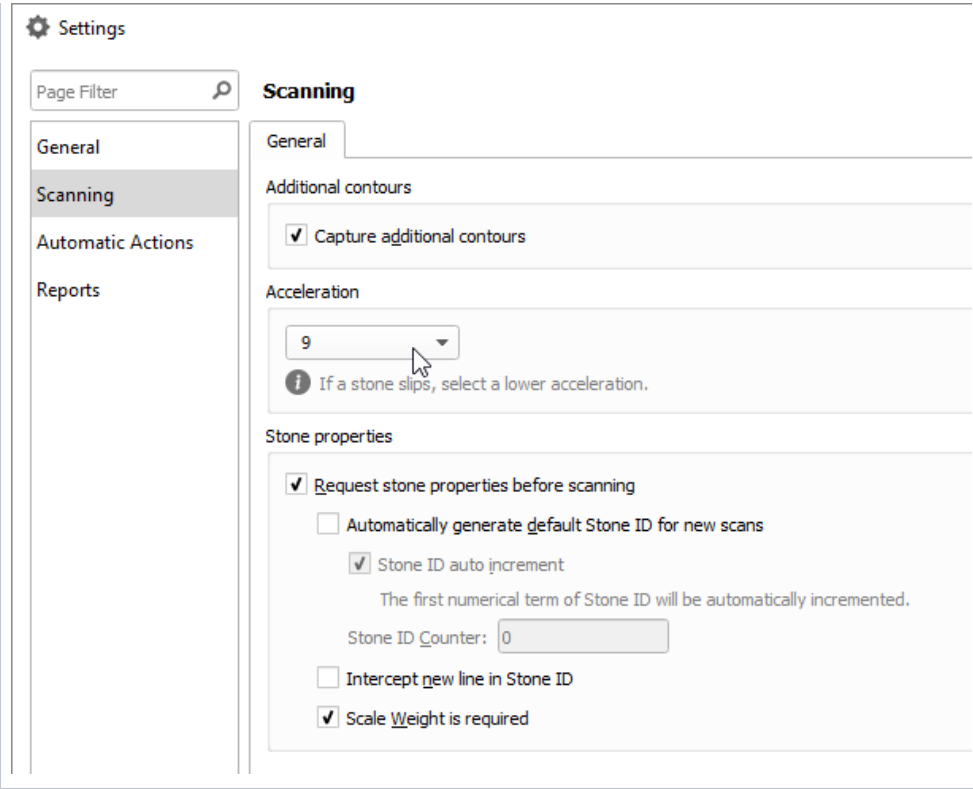 Settings
Page Filter
Scanning
General
Scanning
Automatic Actions
Reports
General
Additional contours
Capture additional contours
Acceleration
9
If a stone slips, select a lower acceleration.
Stone properties
Request stone properties before scanning
Automatically generate default Stone ID for new scans
Stone ID auto increment
The first numerical term of Stone ID will be automatically incremented.
Stone ID Counter: 0
Intercept new line in Stone ID
Scale Weight is required